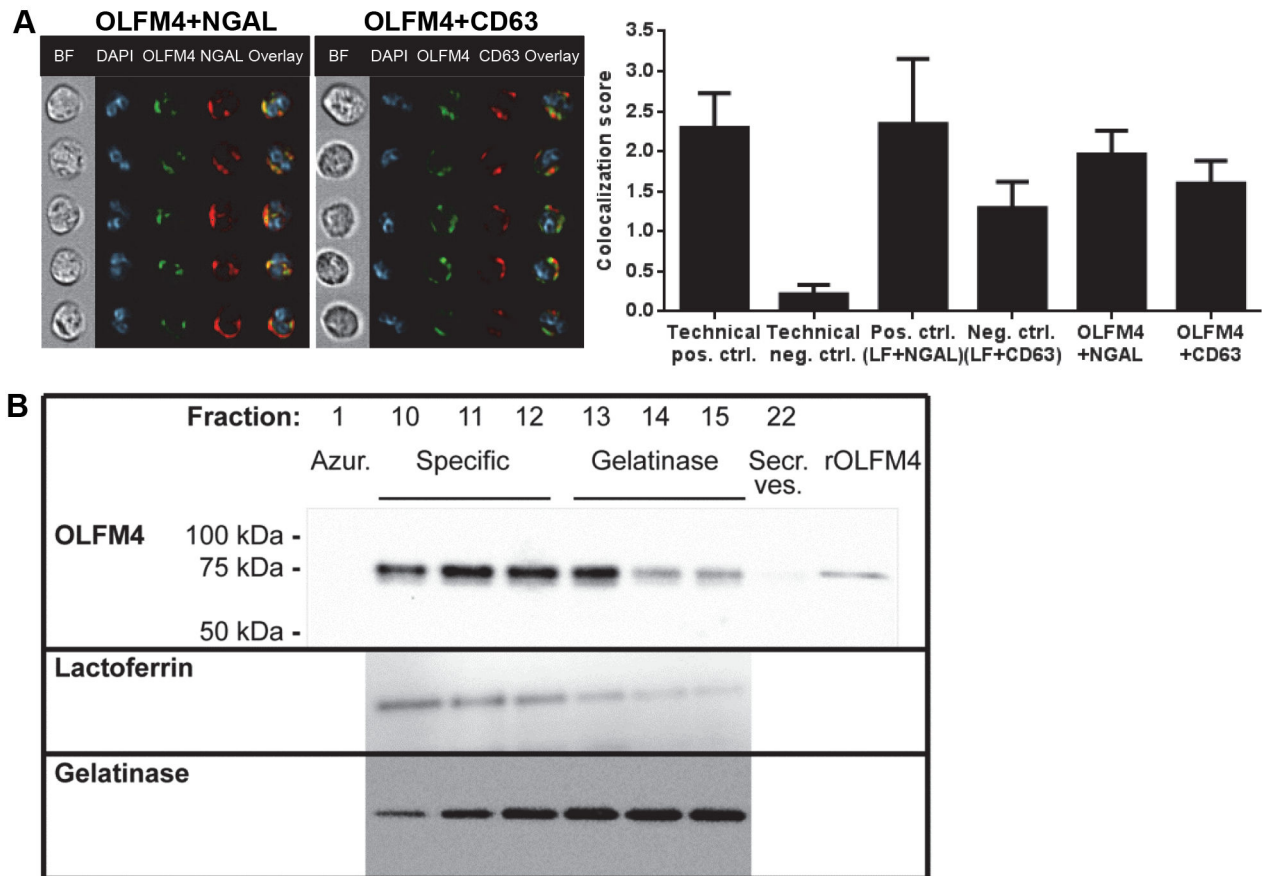 A
OLFM4+NGAL
OLFM4+CD63
BF DAPI OLFM4 NGAL Overlay
BF DAPI OLFM4 CD63 Overlay
Colocalization score
3.5
3.0
2.5
2.0
1.5
1.0
0.5
0.0
Technical pos. ctrl.
Technical neg. ctrl.
Pos. ctrl. (LF+NGAL)
Neg. ctrl. (LF+CD63)
OLFM4 +NGAL
OLFM4 +CD63
B
Fraction: 1 10 11 12 13 14 15 22
Azur. Specific Gelatinase Secr. ves. rOLFM4
OLFM4
100 kDa -
75 kDa -
50 kDa -
Lactoferrin
Gelatinase